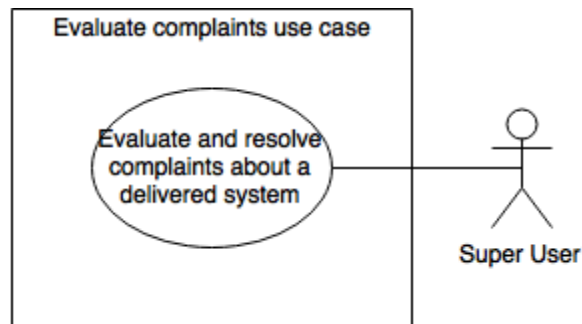 Evaluate complaints use case
Evaluate and resolve
complaints about a
delivered system
Super User